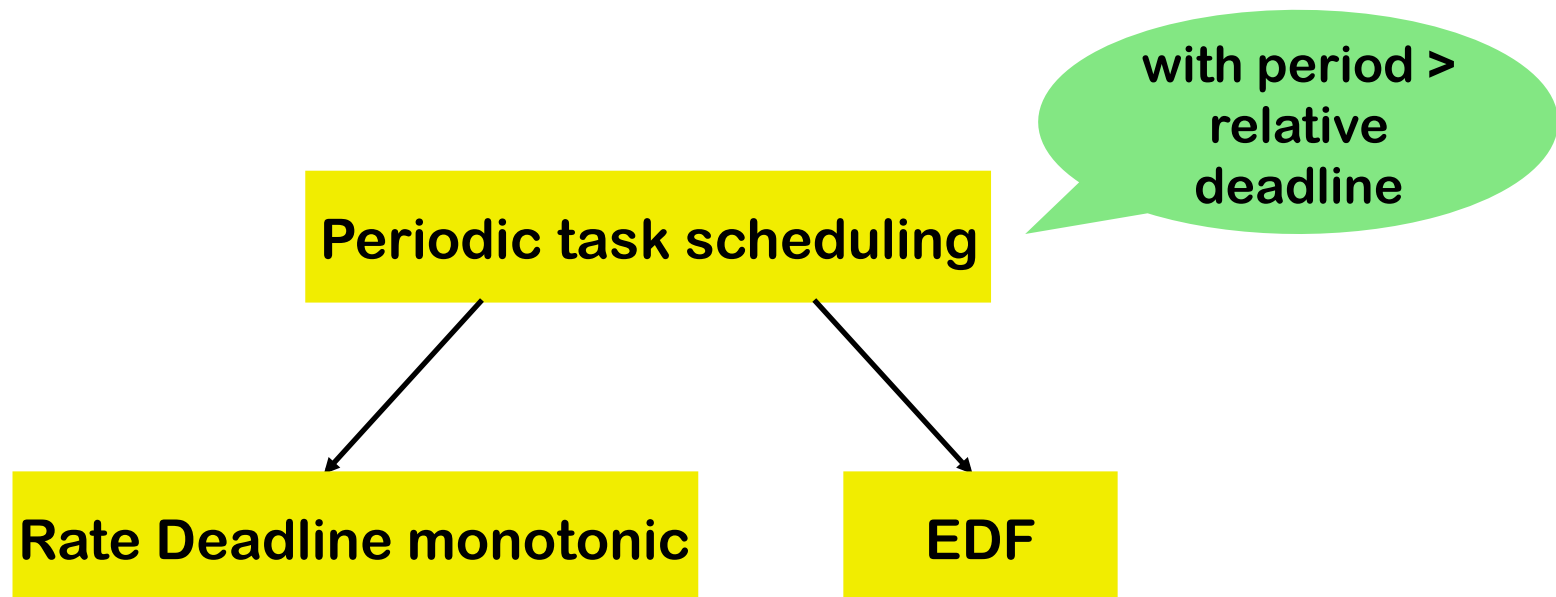 with period >
relative
deadline
Periodic task scheduling
Rate Deadline monotonic
EDF